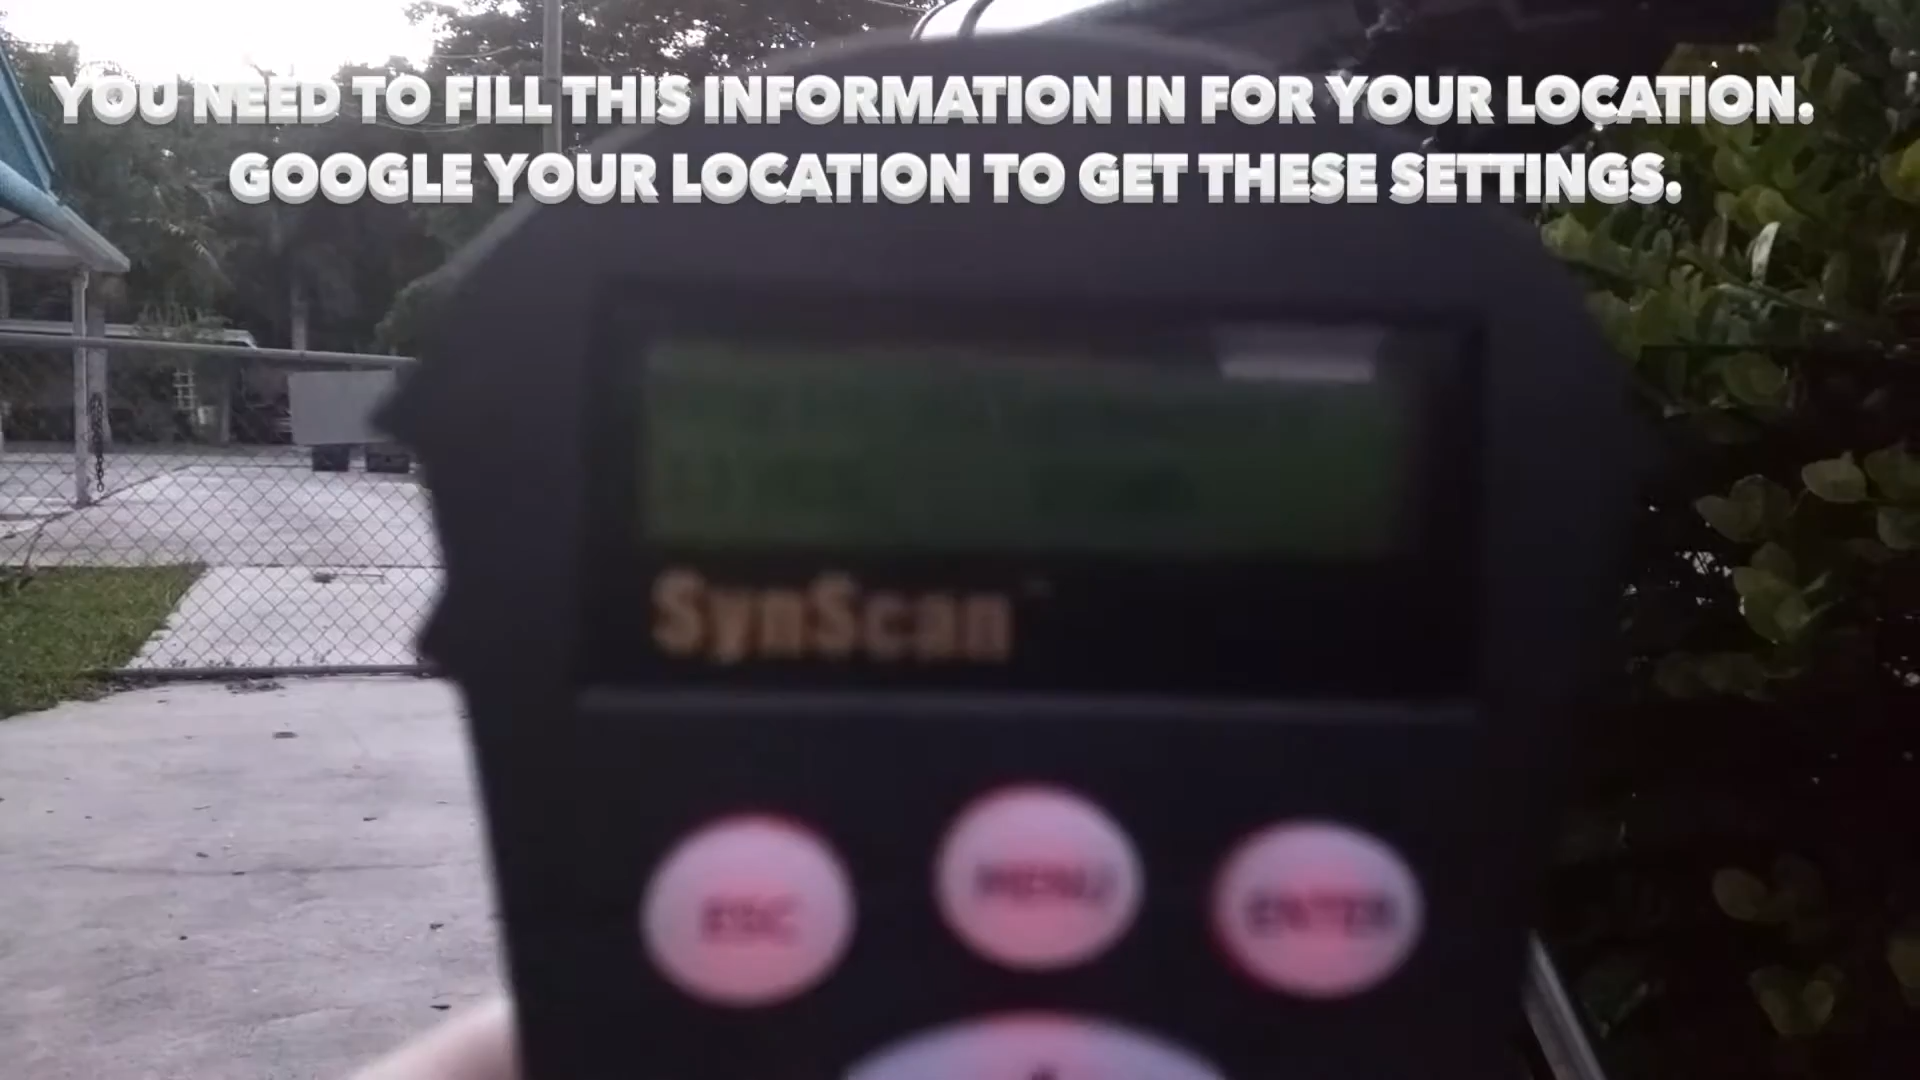 YOU NEED TO FILL THIS INFORMATION IN FOR YOUR LOCATION.
GOOGLE YOUR LOCATION TO GET THESE SETTINGS.
SynScan
ESC MENU ENTER